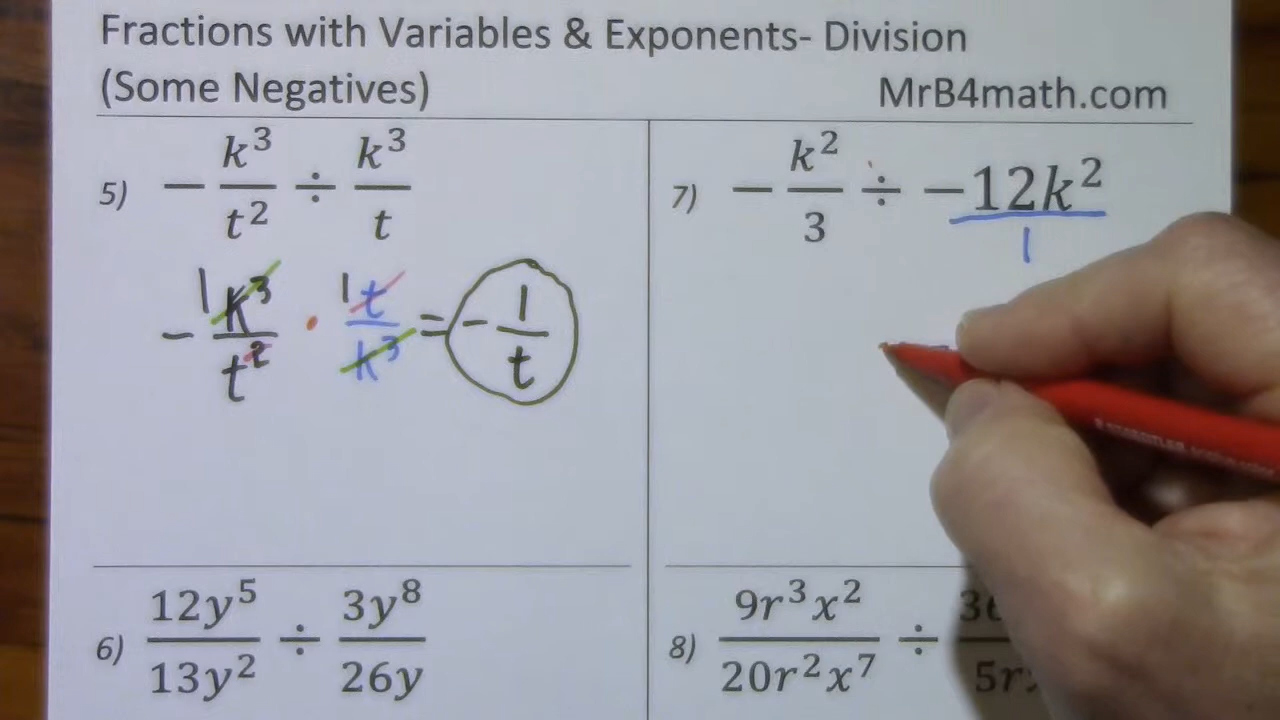 Fractions with Variables & Exponents- Division
(Some Negatives) MrB4math.com
5) − k³/t² ÷ k³/t
− 1k³/t² · 1t/k³ = − 1/t
7) − k²/3 ÷ −12k²/1
6) 12y⁵/13y² ÷ 3y⁸/26y
8) 9r³x²/20r²x⁷ ÷